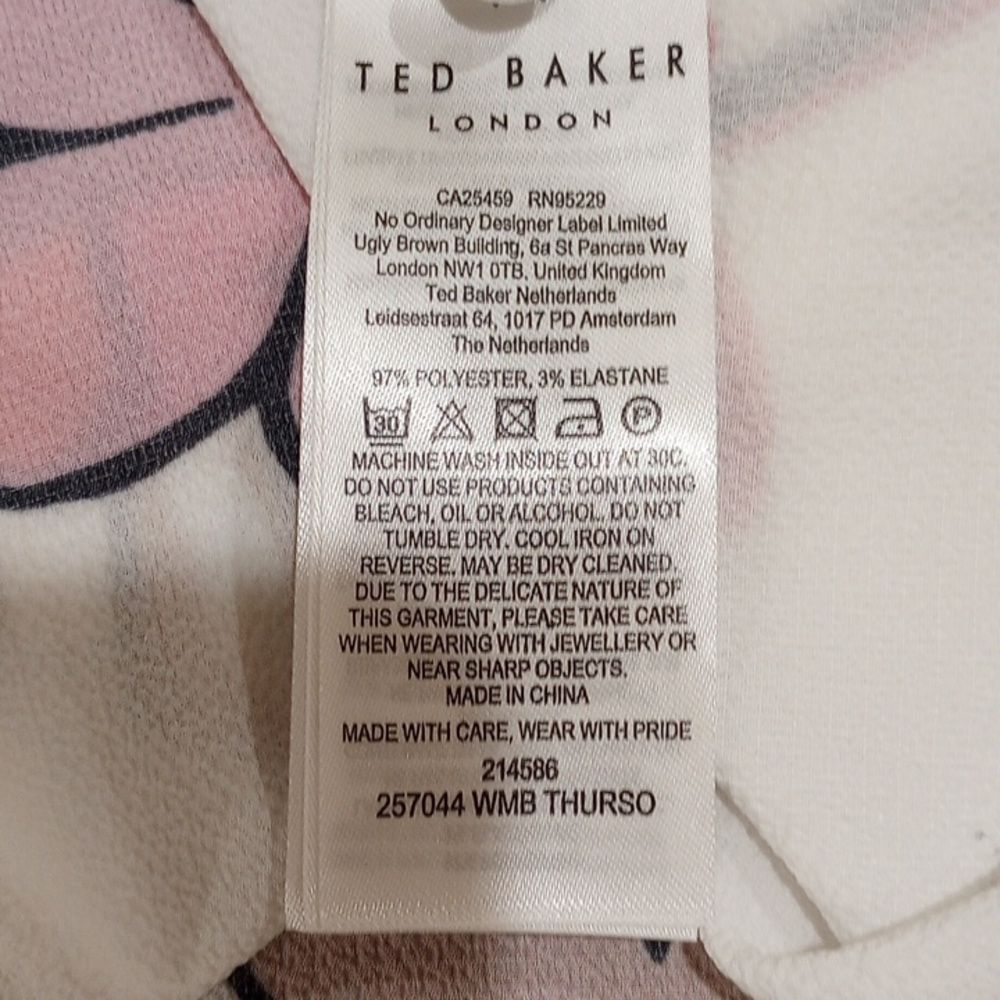 TED BAKER
LONDON
CA25459 RN95229
No Ordinary Designer Label Limited
Ugly Brown Building, 6a St Pancras Way
London NW1 0TB, United Kingdom
Ted Baker Netherlands
Leidsestraat 64, 1017 PD Amsterdam
The Netherlands
97% POLYESTER, 3% ELASTANE
30 P
MACHINE WASH INSIDE OUT AT 30C.
DO NOT USE PRODUCTS CONTAINING
BLEACH, OIL OR ALCOHOL. DO NOT
TUMBLE DRY. COOL IRON ON
REVERSE. MAY BE DRY CLEANED.
DUE TO THE DELICATE NATURE OF
THIS GARMENT, PLEASE TAKE CARE
WHEN WEARING WITH JEWELLERY OR
NEAR SHARP OBJECTS.
MADE IN CHINA
MADE WITH CARE, WEAR WITH PRIDE
214586
257044 WMB THURSO